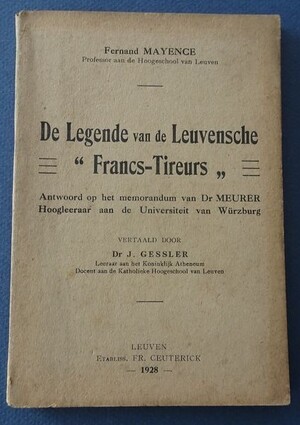 Fernand MAYENCE
Professor aan de Hoogeschool van Leuven
De Legende van de Leuvensche
“ Francs-Tireurs „
Antwoord op het memorandum van Dr MEURER
Hoogleeraar aan de Universiteit van Würzburg
VERTAALD DOOR
Dr J. GESSLER
Leeraar aan het Koninklijk Atheneum
Docent aan de Katholieke Hoogeschool van Leuven
LEUVEN
ETABLISS. FR. CEUTERICK
— 1928 —